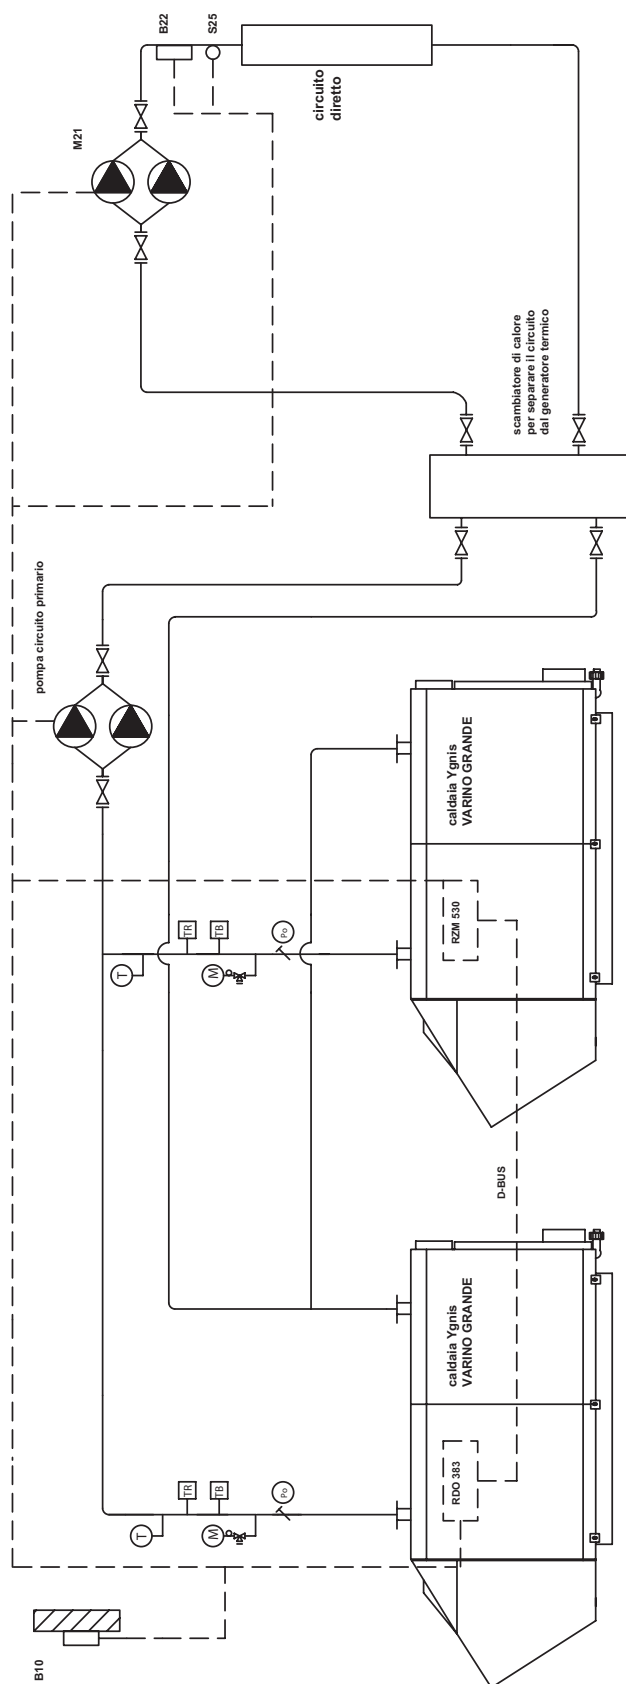 B10
T
TR
TB
M
Po
RDO 383
caldaia Ygnis
VARINO GRANDE
D-BUS
T
TR
TB
M
Po
RZM 530
caldaia Ygnis
VARINO GRANDE
pompa circuito primario
scambiatore di calore
per separare il circuito
dal generatore termico
M21
B22
S25
circuito
diretto